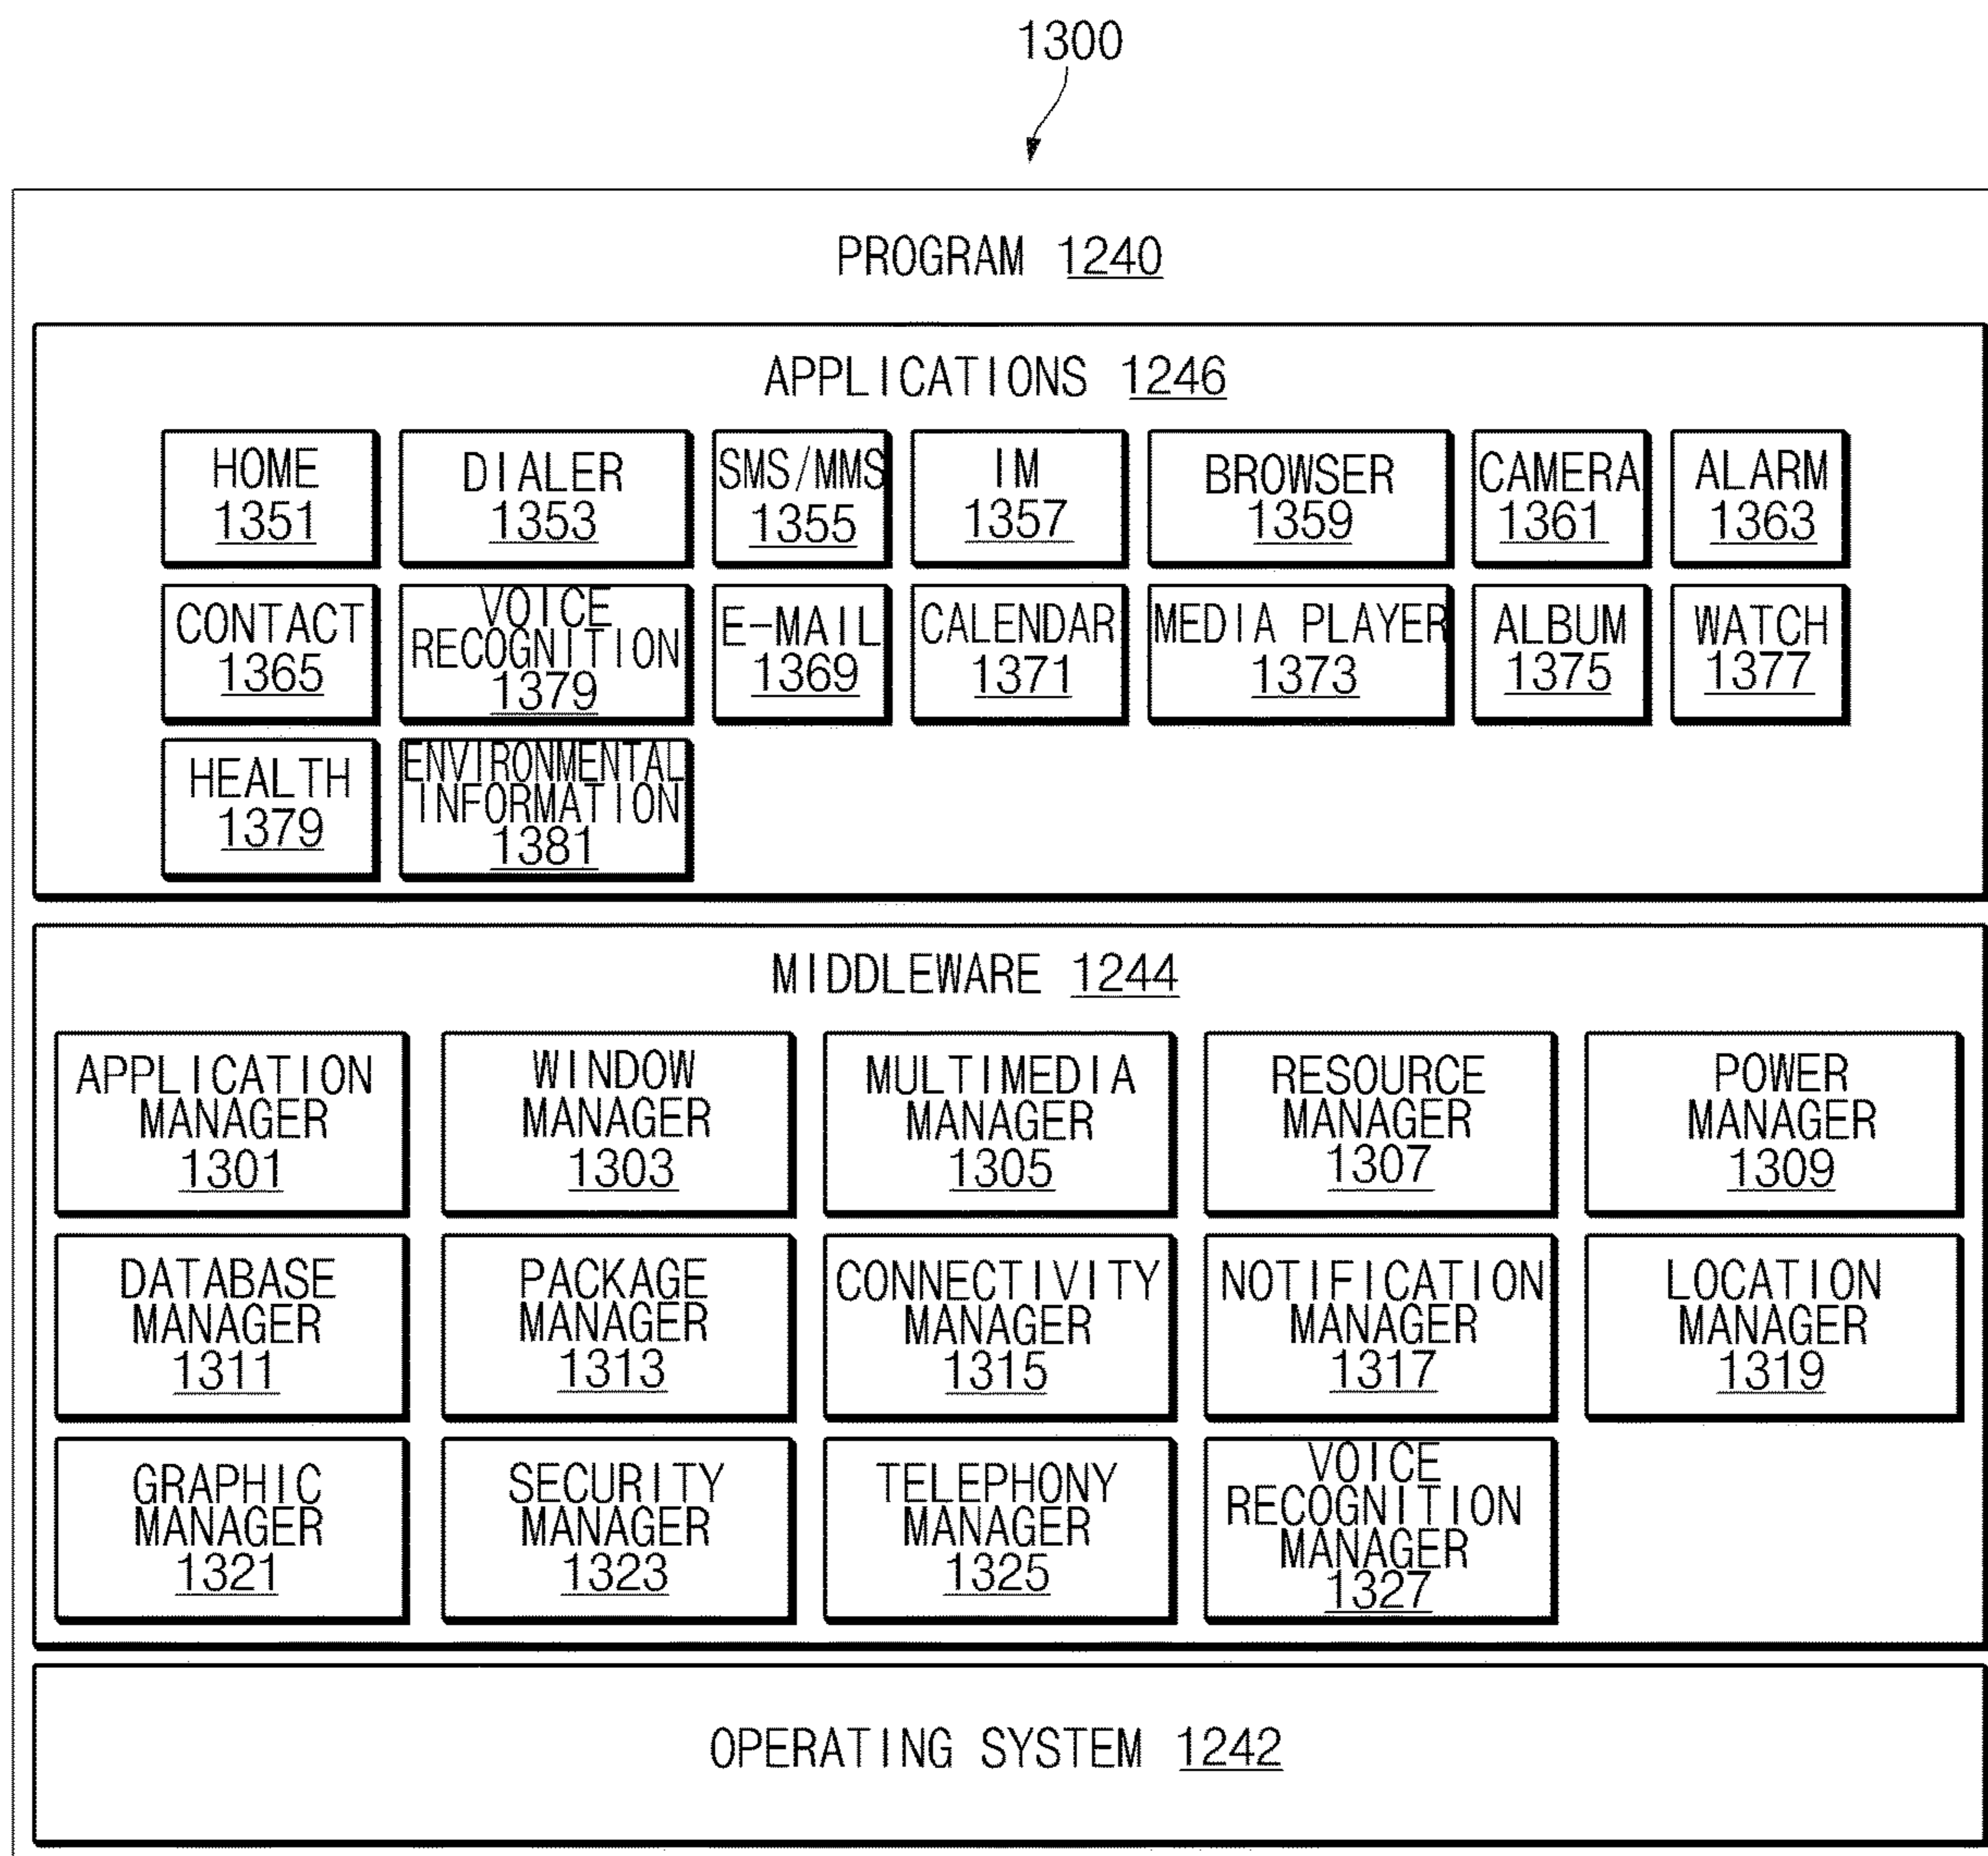 1300
PROGRAM 1240
APPLICATIONS 1246
HOME
1351
DIALER
1353
SMS/MMS
1355
IM
1357
BROWSER
1359
CAMERA
1361
ALARM
1363
CONTACT
1365
VOICE
RECOGNITION
1379
E-MAIL
1369
CALENDAR
1371
MEDIA PLAYER
1373
ALBUM
1375
WATCH
1377
HEALTH
1379
ENVIRONMENTAL
INFORMATION
1381
MIDDLEWARE 1244
APPLICATION
MANAGER
1301
WINDOW
MANAGER
1303
MULTIMEDIA
MANAGER
1305
RESOURCE
MANAGER
1307
POWER
MANAGER
1309
DATABASE
MANAGER
1311
PACKAGE
MANAGER
1313
CONNECTIVITY
MANAGER
1315
NOTIFICATION
MANAGER
1317
LOCATION
MANAGER
1319
GRAPHIC
MANAGER
1321
SECURITY
MANAGER
1323
TELEPHONY
MANAGER
1325
VOICE
RECOGNITION
MANAGER
1327
OPERATING SYSTEM 1242